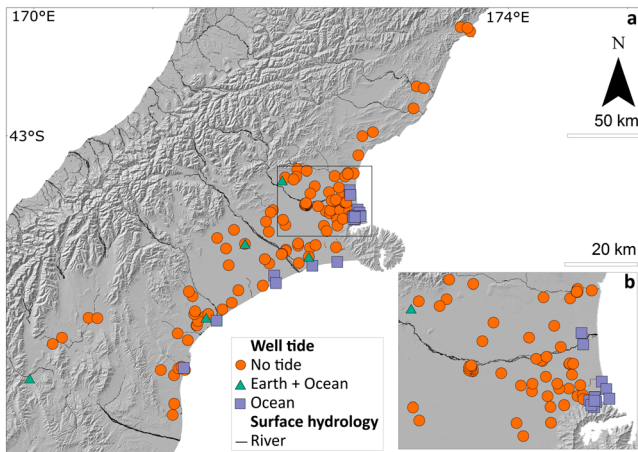 170°E
174°E
a
N
50 km
43°S
20 km
b
Well tide
No tide
Earth + Ocean
Ocean
Surface hydrology
River